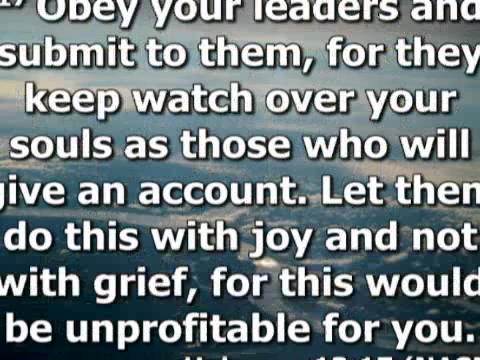 17 Obey your leaders and
submit to them, for they
keep watch over your
souls as those who will
give an account. Let them
do this with joy and not
with grief, for this would
be unprofitable for you.